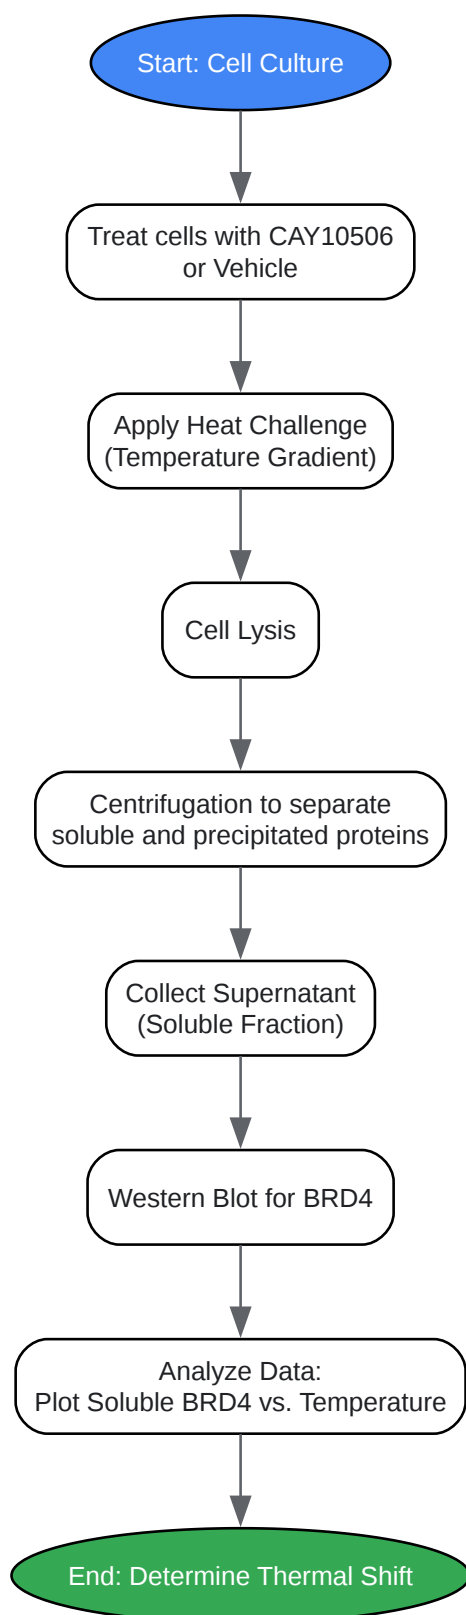 Start: Cell Culture
Treat cells with CAY10506
or Vehicle
Apply Heat Challenge
(Temperature Gradient)
Cell Lysis
Centrifugation to separate
soluble and precipitated proteins
Collect Supernatant
(Soluble Fraction)
Western Blot for BRD4
Analyze Data:
Plot Soluble BRD4 vs. Temperature
End: Determine Thermal Shift